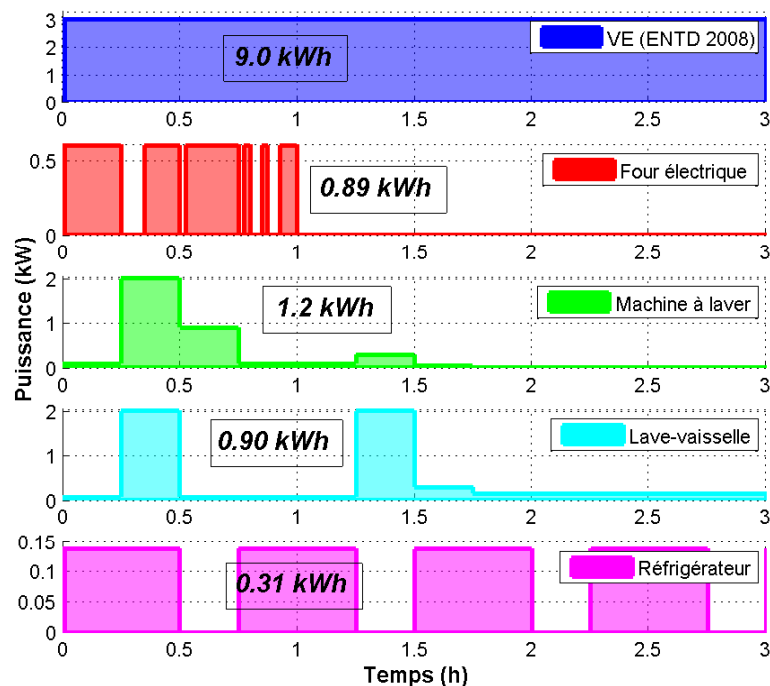 Puissance (kW)
3
2
1
0
9.0 kWh
VE (ENTD 2008)
0 0.5 1 1.5 2 2.5 3
0.5
0
0.89 kWh
Four électrique
0 0.5 1 1.5 2 2.5 3
2
1
0
1.2 kWh
Machine à laver
0 0.5 1 1.5 2 2.5 3
2
1
0
0.90 kWh
Lave-vaisselle
0 0.5 1 1.5 2 2.5 3
0.15
0.10
0.05
0
0.31 kWh
Réfrigérateur
0 0.5 1 1.5 2 2.5 3
Temps (h)